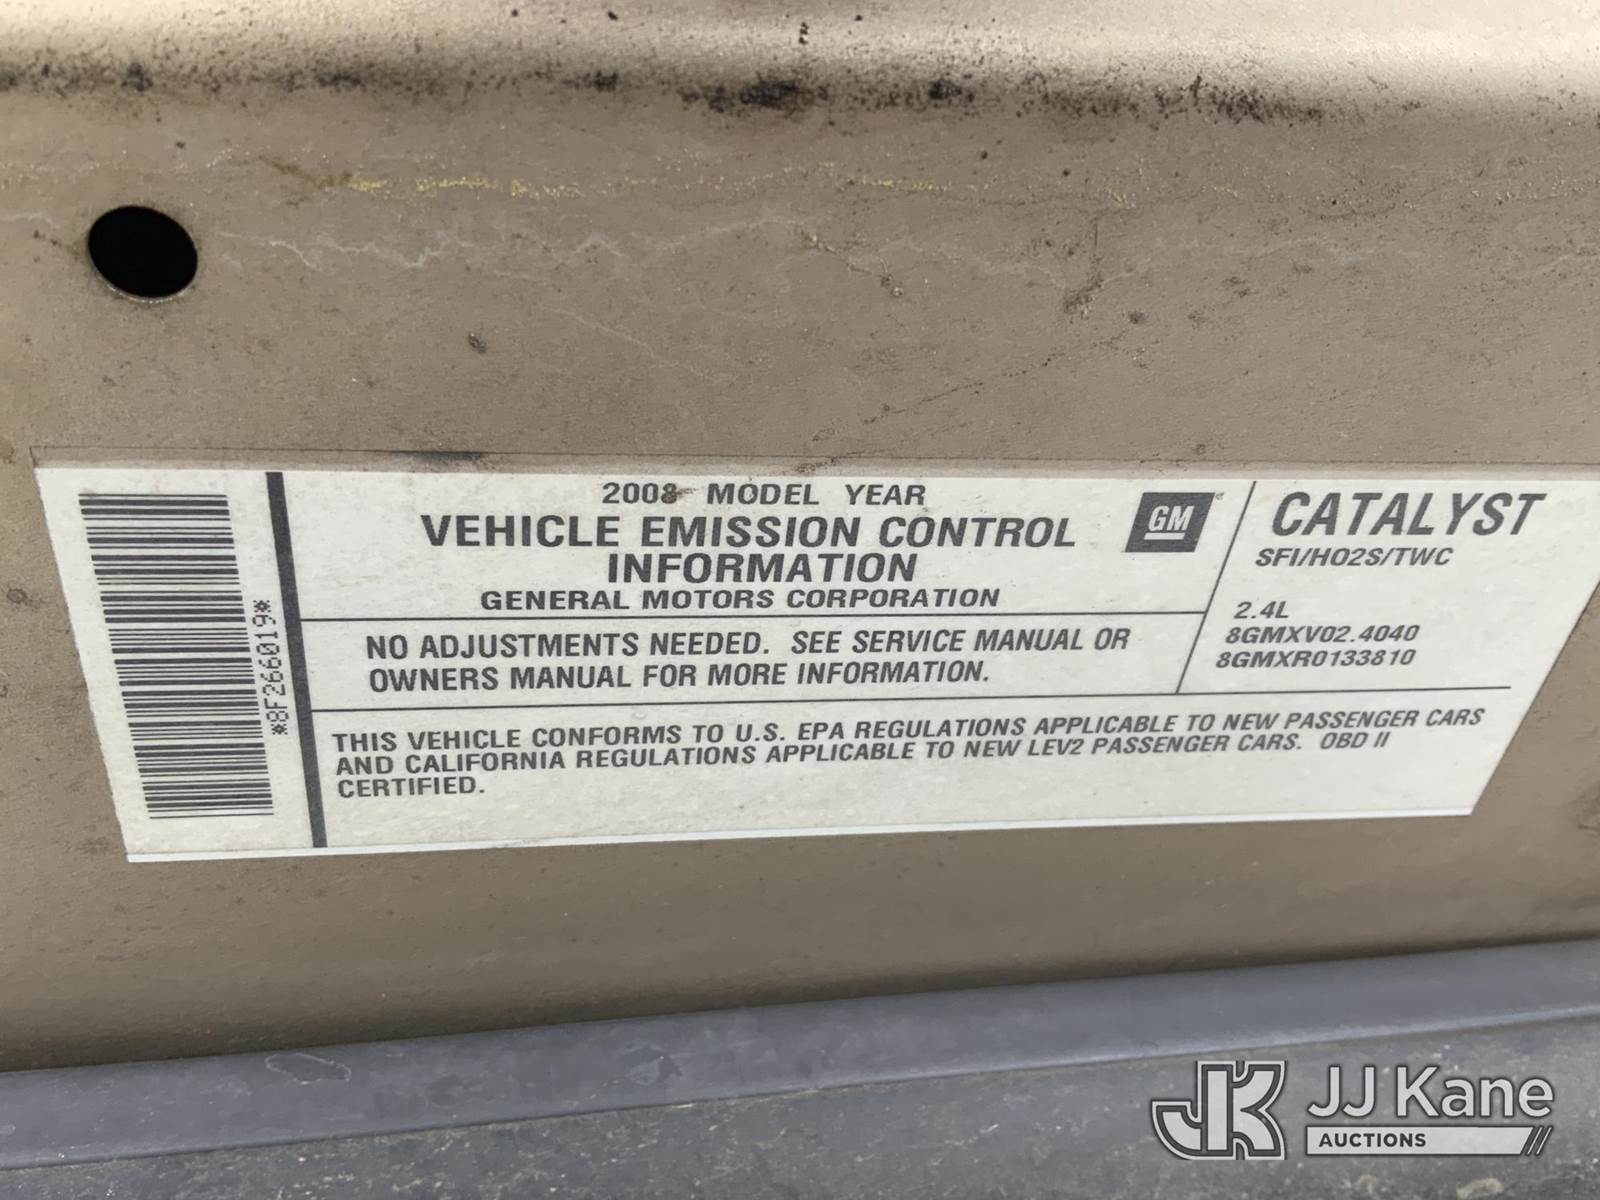 2008 MODEL YEAR
VEHICLE EMISSION CONTROL
INFORMATION
GENERAL MOTORS CORPORATION
GM
CATALYST
SFI/HO2S/TWC
2.4L
8GMXV02.4040
8GMXR0133810
NO ADJUSTMENTS NEEDED. SEE SERVICE MANUAL OR
OWNERS MANUAL FOR MORE INFORMATION.
THIS VEHICLE CONFORMS TO U.S. EPA REGULATIONS APPLICABLE TO NEW PASSENGER CARS
AND CALIFORNIA REGULATIONS APPLICABLE TO NEW LEV2 PASSENGER CARS. OBD II
CERTIFIED.
*8F266019*
JK JJ Kane
AUCTIONS